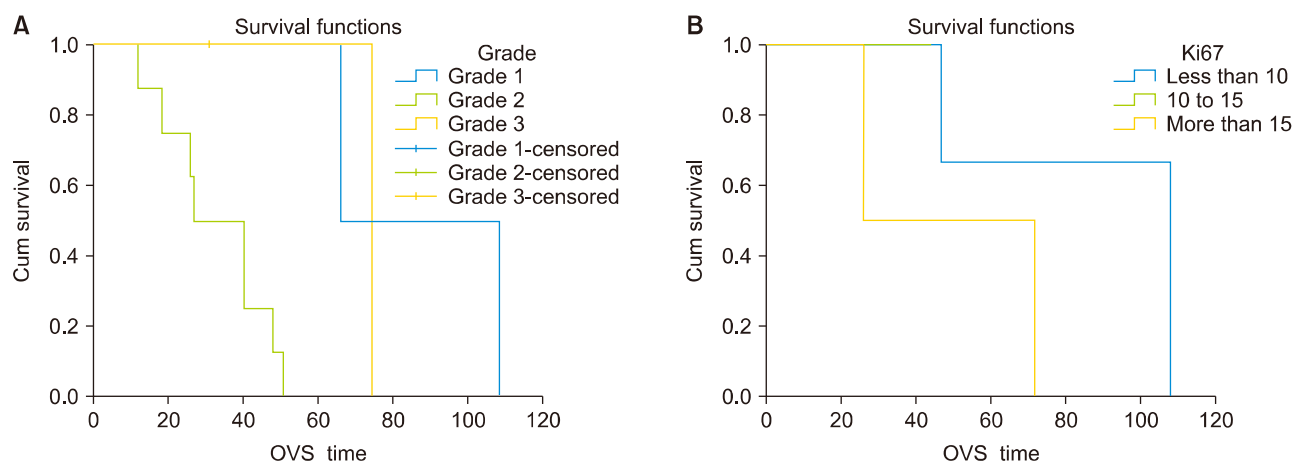 A
Survival functions
1.0
0.8
0.6
0.4
0.2
0.0
Cum survival
0 20 40 60 80 100 120
OVS time
Grade
Grade 1
Grade 2
Grade 3
Grade 1-censored
Grade 2-censored
Grade 3-censored
B
Survival functions
1.0
0.8
0.6
0.4
0.2
0.0
Cum survival
0 20 40 60 80 100 120
OVS time
Ki67
Less than 10
10 to 15
More than 15